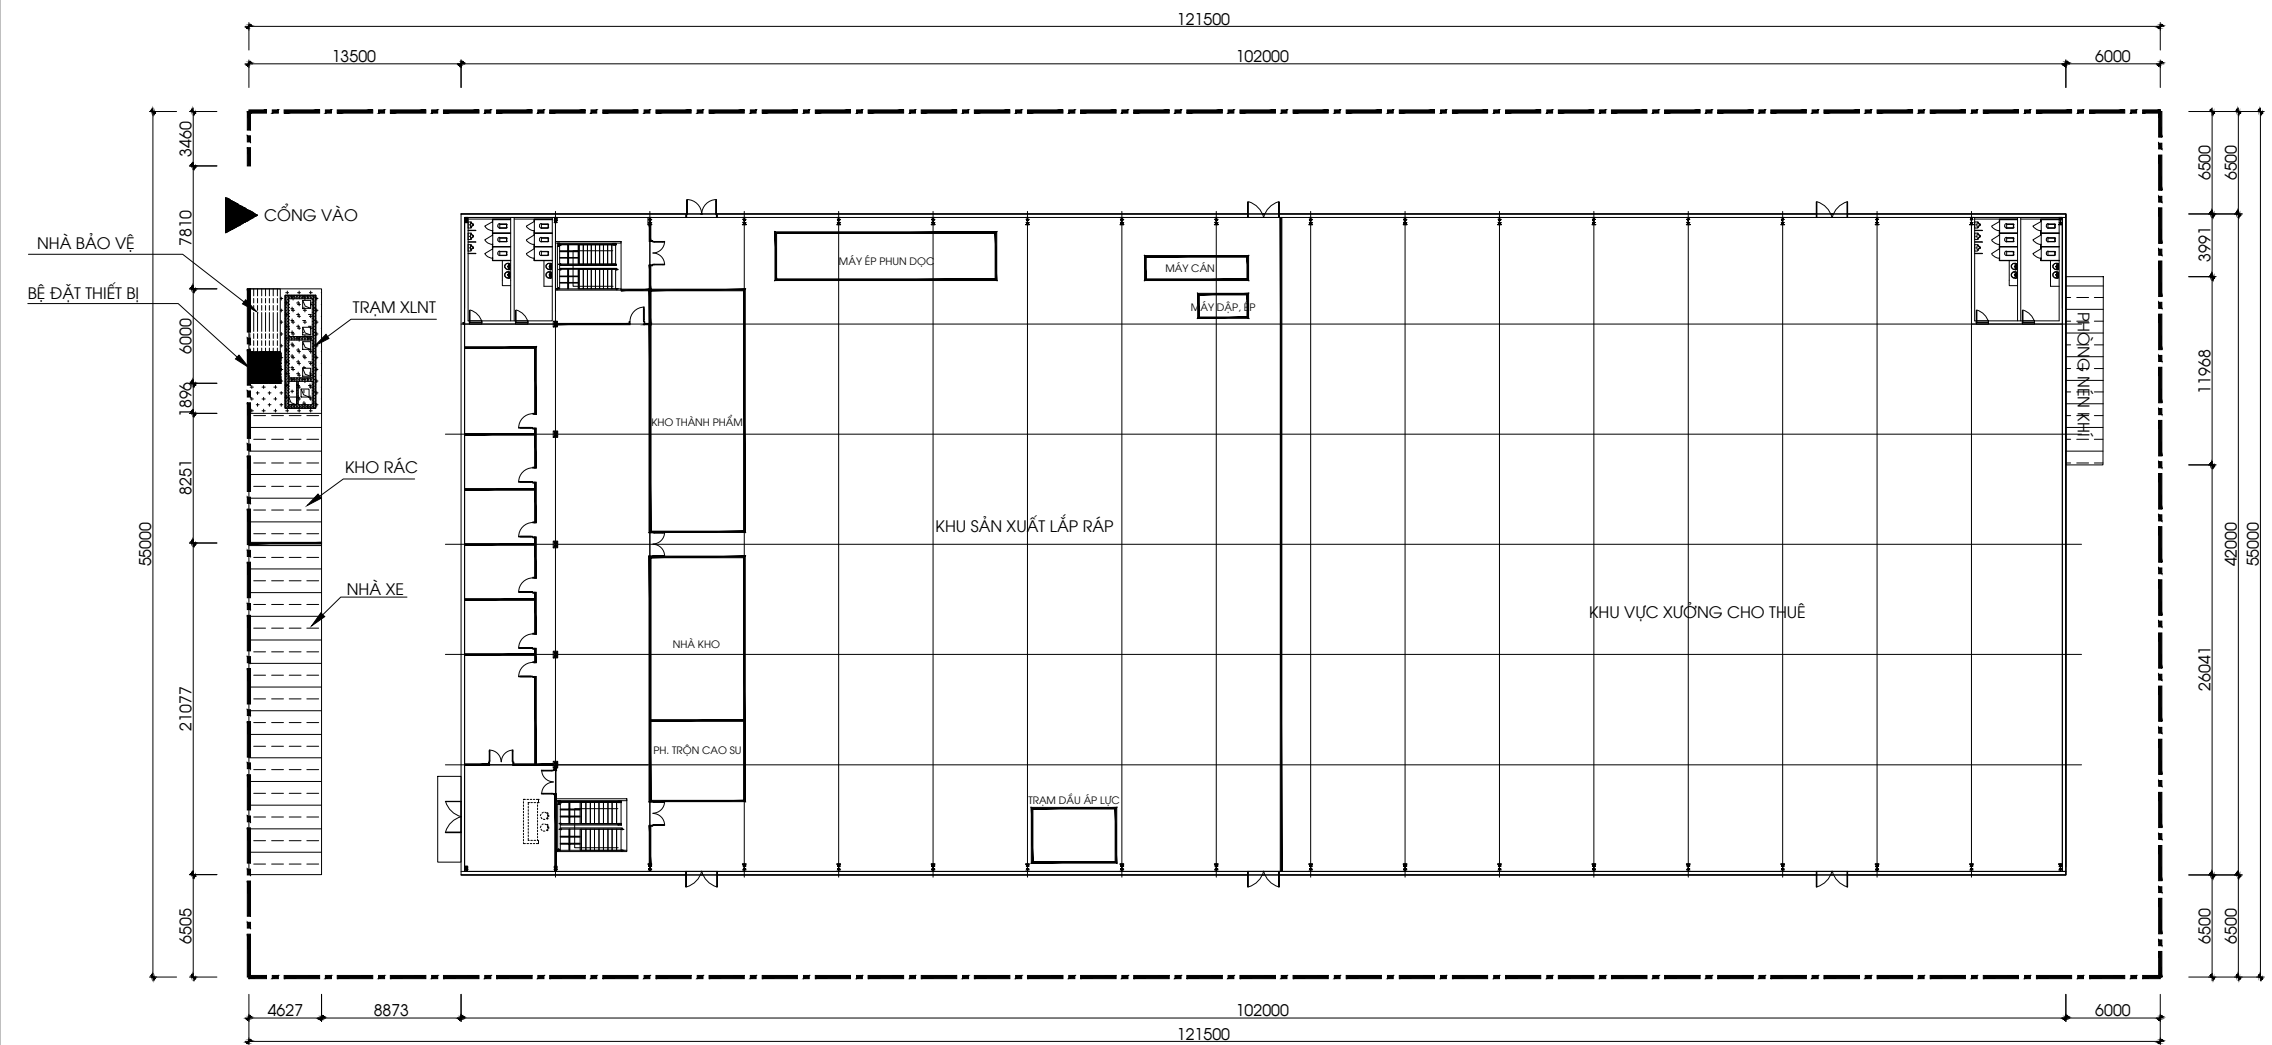 121500
13500
102000
6000
3460
6500
6500
CỔNG VÀO
7810
NHÀ BẢO VỆ
3991
MÁY ÉP PHUN DỌC
MÁY CÁN
BỆ ĐẶT THIẾT BỊ
TRẠM XLNT
MÁY DẬP, ÉP
6000
PHÒNG NÉN KHÍ
11968
1896
KHO THÀNH PHẨM
8251
KHO RÁC
KHU SẢN XUẤT LẮP RÁP
55000
42000
55000
NHÀ XE
KHU VỰC XƯỞNG CHO THUÊ
NHÀ KHO
26041
21077
PH. TRỘN CAO SU
TRẠM DẦU ÁP LỰC
6505
6500
6500
4627
8873
102000
6000
121500